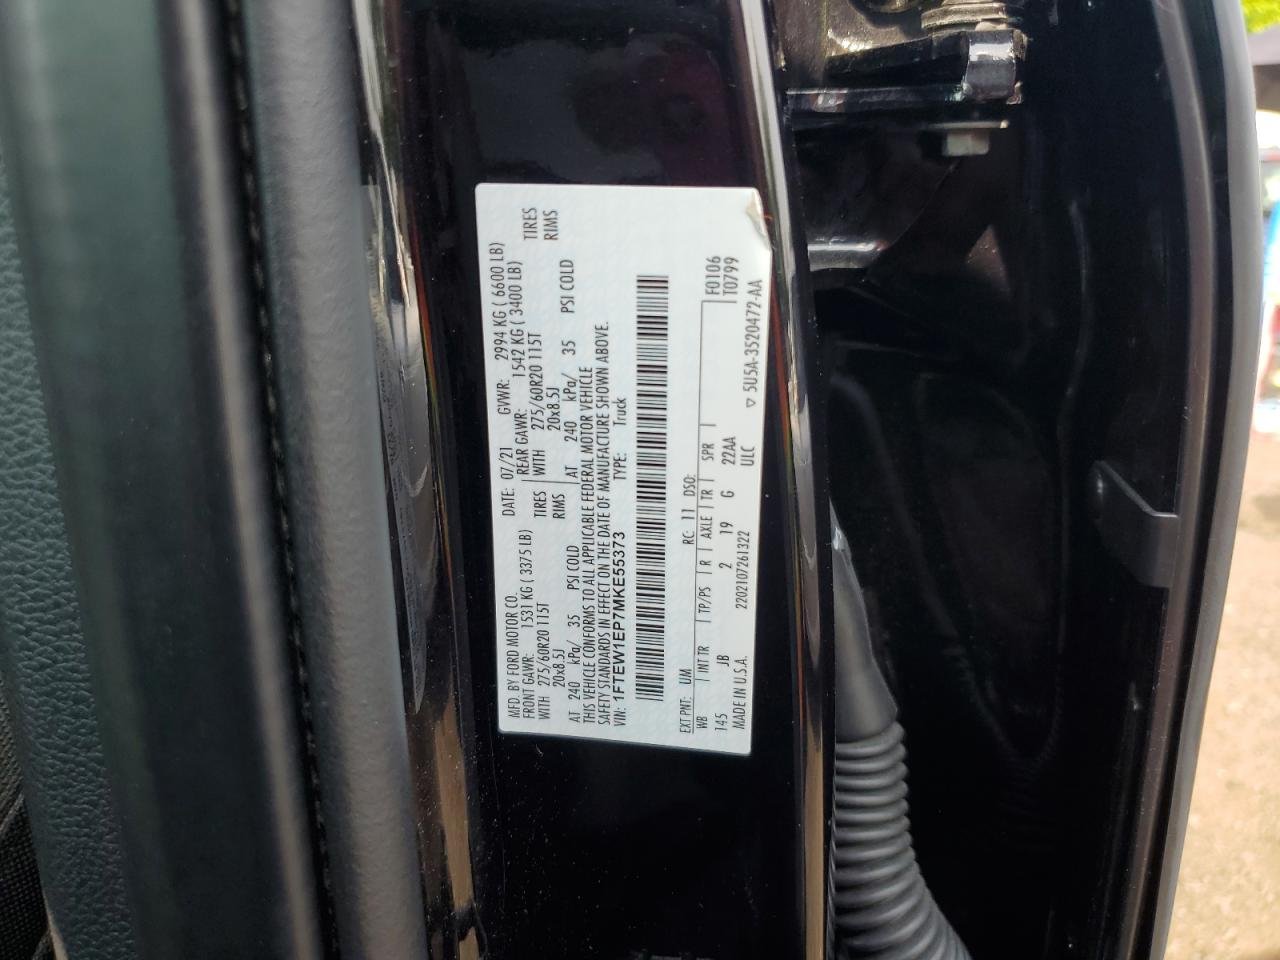 MFD. BY FORD MOTOR CO. DATE: 07/21 GVWR: 2994 KG ( 6600 LB)
FRONT GAWR: 1531 KG ( 3375 LB) REAR GAWR: 1542 KG ( 3400 LB)
WITH 275/60R20 115T TIRES WITH 275/60R20 115T TIRES
20x8.5J RIMS 20x8.5J RIMS
AT 240 kPa/ 35 PSI COLD AT 240 kPa/ 35 PSI COLD
THIS VEHICLE CONFORMS TO ALL APPLICABLE FEDERAL MOTOR VEHICLE
SAFETY STANDARDS IN EFFECT ON THE DATE OF MANUFACTURE SHOWN ABOVE.
VIN: 1FTEW1EP7MKE55373 TYPE: Truck
EXT PNT: UM RC: 11 DSO: F0106
WB INT TR TP/PS R AXLE TR SPR T0799
145 JB 2 19 G 22AA
MADE IN U.S.A. 2202107261322 ULC ▽ 5U5A-3520472-AA